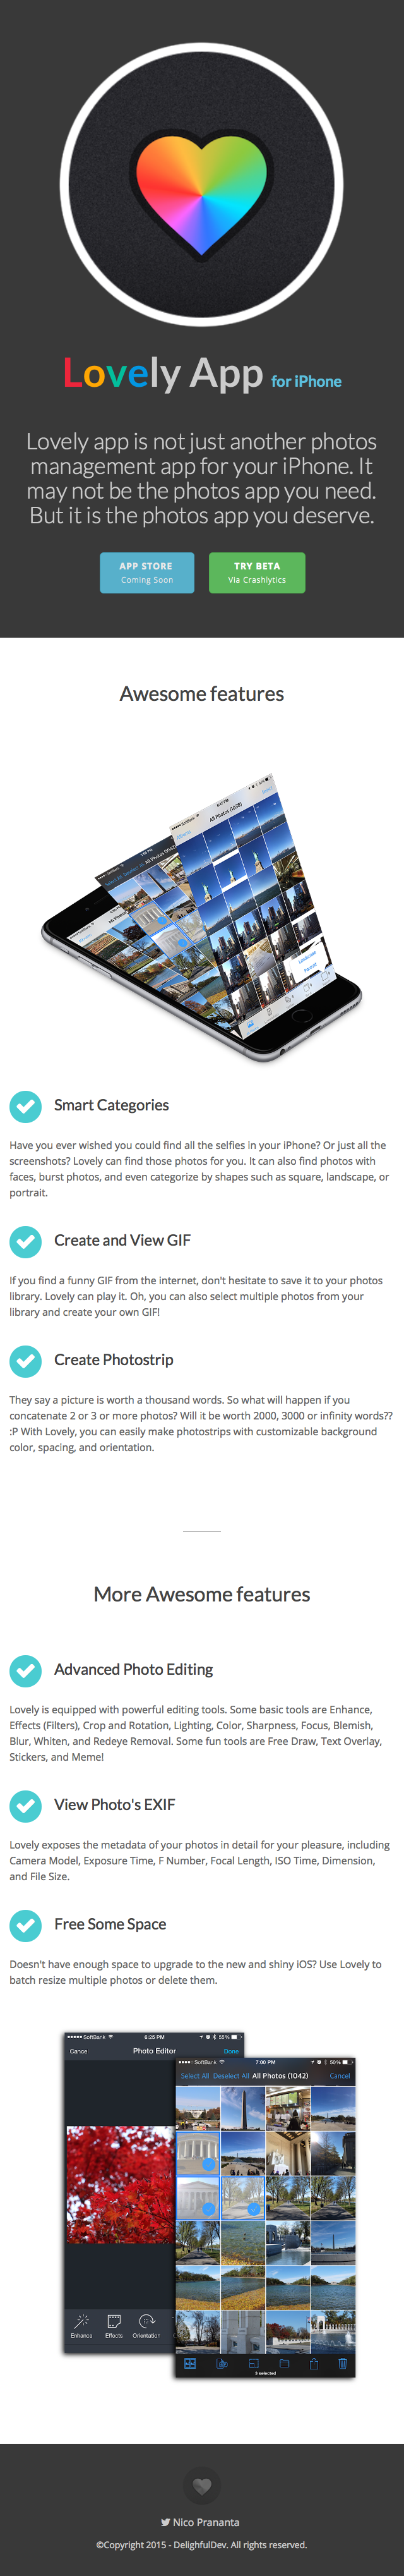 Lovely App for iPhone
Lovely app is not just another photos
management app for your iPhone. It
may not be the photos app you need.
But it is the photos app you deserve.
APP STORE
Coming Soon
TRY BETA
Via Crashlytics
Awesome features
All Photos (1058)
Smart Categories
Have you ever wished you could find all the selfies in your iPhone? Or just all the
screenshots? Lovely can find those photos for you. It can also find photos with
faces, burst photos, and even categorize by shapes such as square, landscape, or
portrait.
Create and View GIF
If you find a funny GIF from the internet, don't hesitate to save it to your photos
library. Lovely can play it. Oh, you can also select multiple photos from your
library and create your own GIF!
Create Photostrip
They say a picture is worth a thousand words. So what will happen if you
concatenate 2 or 3 or more photos? Will it be worth 2000, 3000 or infinity words??
:P With Lovely, you can easily make photostrips with customizable background
color, spacing, and orientation.
More Awesome features
Advanced Photo Editing
Lovely is equipped with powerful editing tools. Some basic tools are Enhance,
Effects (Filters), Crop and Rotation, Lighting, Color, Sharpness, Focus, Blemish,
Blur, Whiten, and Redeye Removal. Some fun tools are Free Draw, Text Overlay,
Stickers, and Meme!
View Photo's EXIF
Lovely exposes the metadata of your photos in detail for your pleasure, including
Camera Model, Exposure Time, F Number, Focal Length, ISO Time, Dimension,
and File Size.
Free Some Space
Doesn't have enough space to upgrade to the new and shiny iOS? Use Lovely to
batch resize multiple photos or delete them.
SoftBank 6:25 PM 55%
Cancel Photo Editor Done
SoftBank 7:00 PM 50%
Select All Deselect All All Photos (1042) Cancel
Enhance Effects Orientation
8 selected
Nico Prananta
©Copyright 2015 - DelighfulDev. All rights reserved.